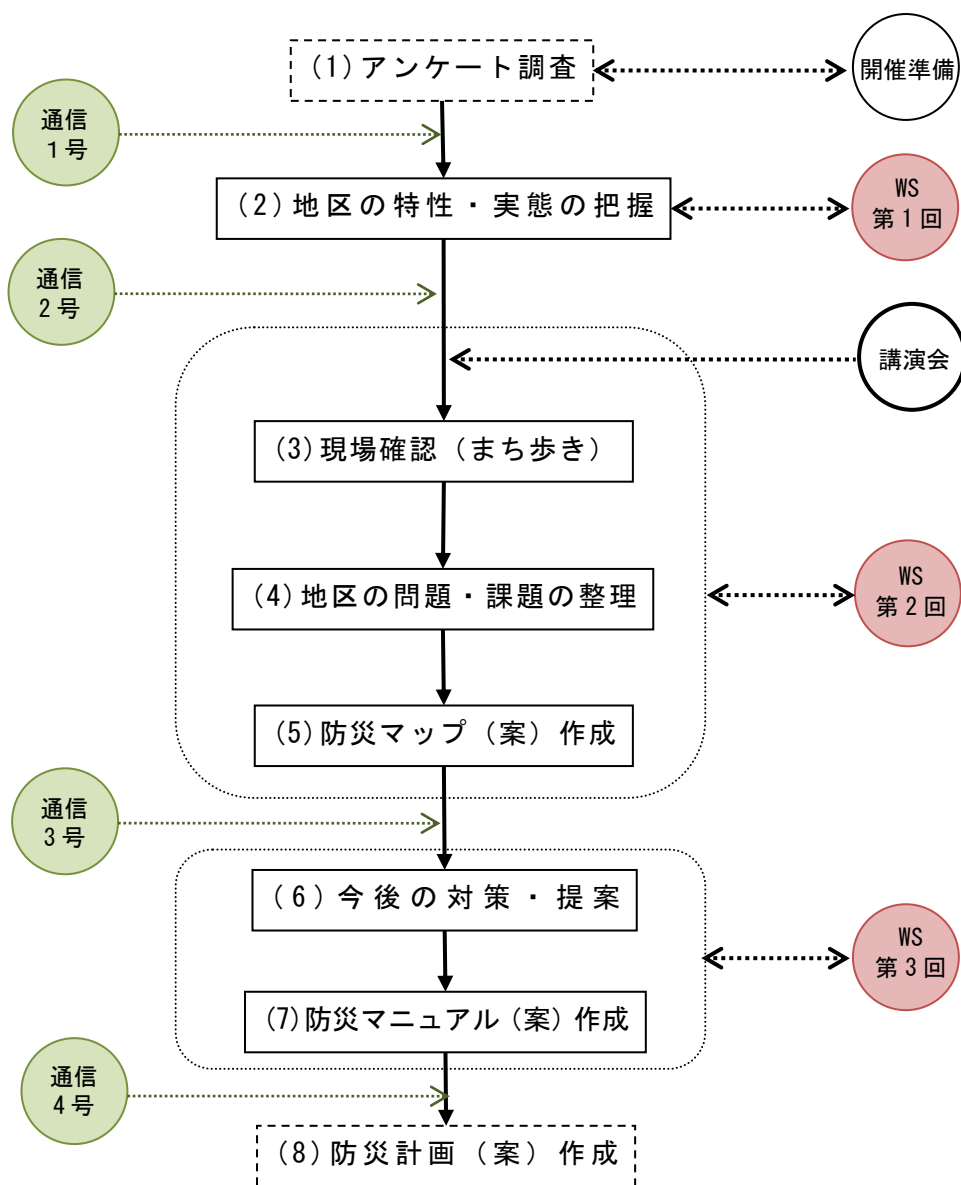 (1)アンケート調査
開催準備
通信
1号
(2)地区の特性・実態の把握
WS
第1回
通信
2号
講演会
(3)現場確認（まち歩き）
(4)地区の問題・課題の整理
WS
第2回
(5)防災マップ（案）作成
通信
3号
(6)今後の対策・提案
WS
第3回
(7)防災マニュアル（案）作成
通信
4号
(8)防災計画（案）作成